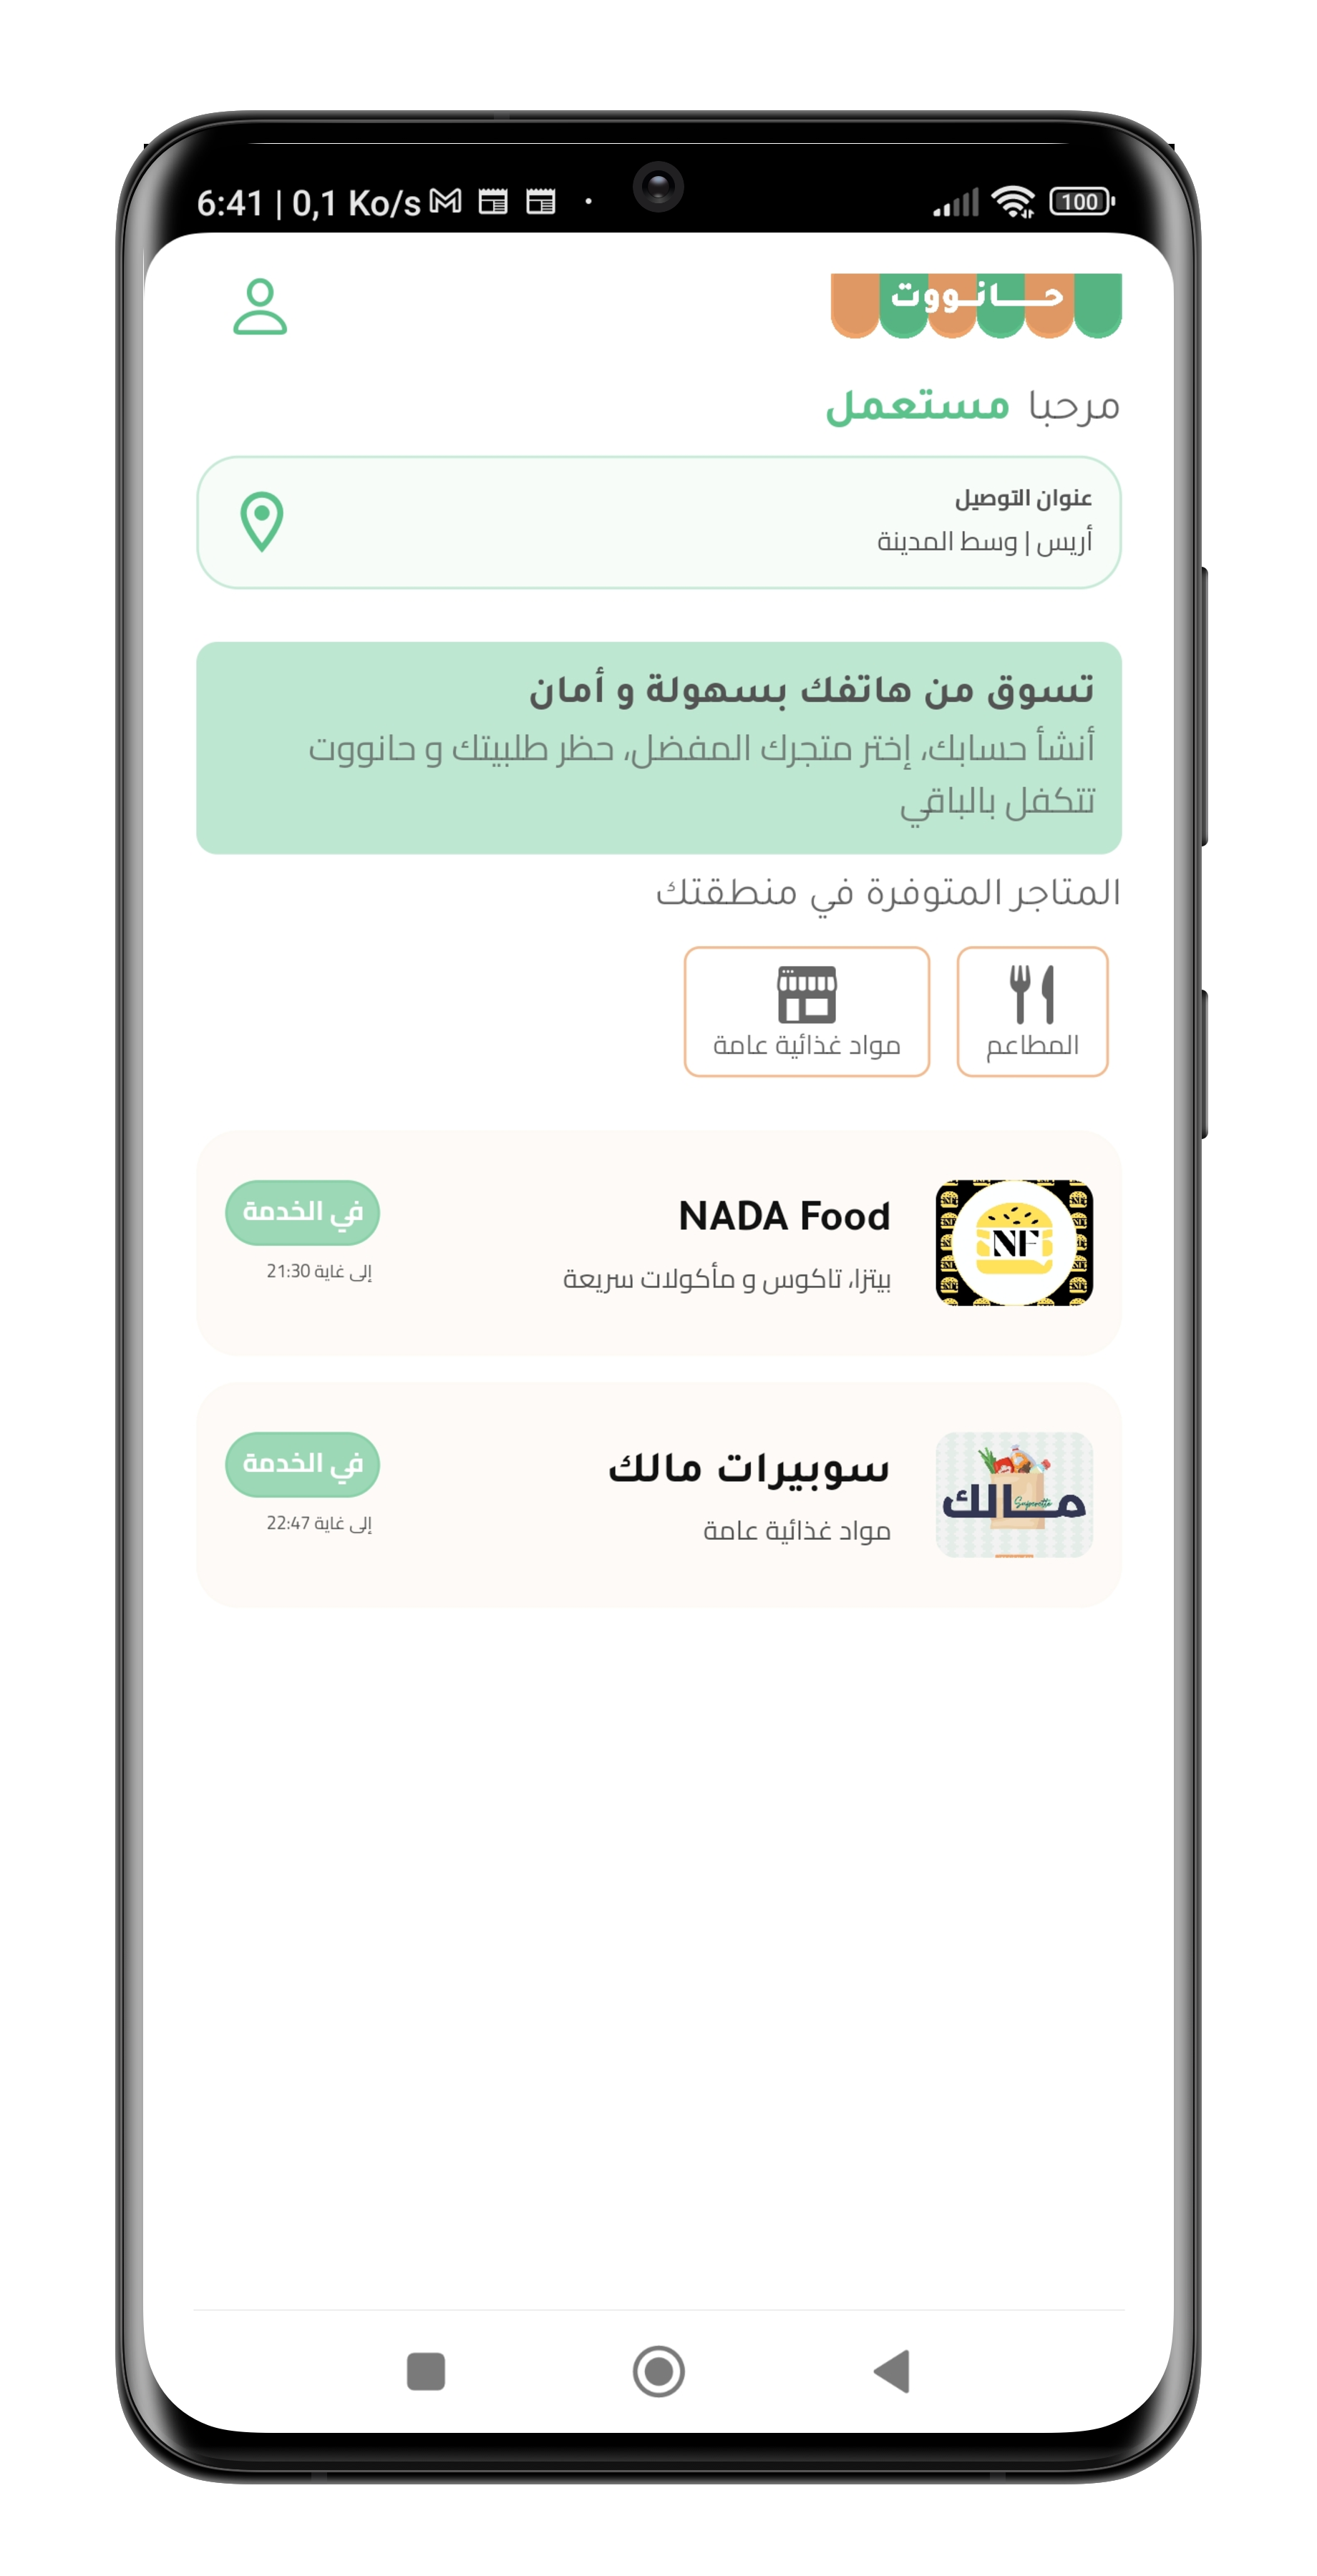 6:41 | 0,1 Ko/s
100
حـــانـووت
مرحبا مستعمل
عنوان التوصيل
أريس | وسط المدينة
تسوق من هاتفك بسهولة و أمان
أنشأ حسابك، إختر متجرك المفضل، حظر طلبيتك و حانووت
تتكفل بالباقي
المتاجر المتوفرة في منطقتك
المطاعم
مواد غذائية عامة
NF
NADA Food
بيتزا، تاكوس و مأكولات سريعة
في الخدمة
إلى غاية 21:30
مــالك
Superette
سوبيرات مالك
مواد غذائية عامة
في الخدمة
إلى غاية 22:47